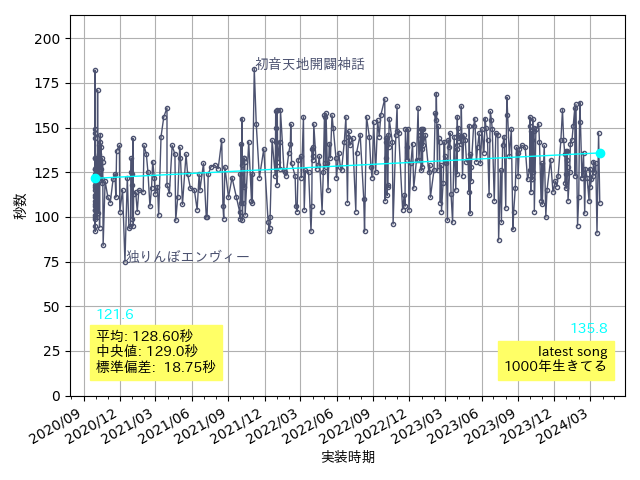 200
175
150
125
100
75
50
25
0
秒数
初音天地開闢神話
独りんぼエンヴィー
121.6
135.8
平均: 128.60秒
中央値: 129.0秒
標準偏差: 18.75秒
latest song
1000年生きてる
2020/09
2020/12
2021/03
2021/06
2021/09
2021/12
2022/03
2022/06
2022/09
2022/12
2023/03
2023/06
2023/09
2023/12
2024/03
実装時期